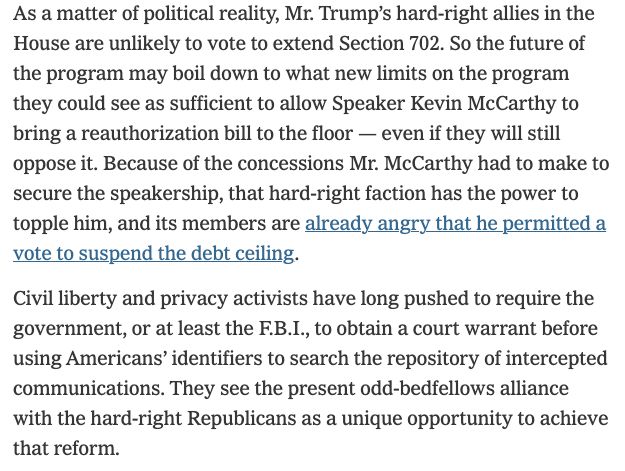 As a matter of political reality, Mr. Trump’s hard-right allies in the
House are unlikely to vote to extend Section 702. So the future of
the program may boil down to what new limits on the program
they could see as sufficient to allow Speaker Kevin McCarthy to
bring a reauthorization bill to the floor — even if they will still
oppose it. Because of the concessions Mr. McCarthy had to make to
secure the speakership, that hard-right faction has the power to
topple him, and its members are already angry that he permitted a
vote to suspend the debt ceiling.
Civil liberty and privacy activists have long pushed to require the
government, or at least the F.B.I., to obtain a court warrant before
using Americans’ identifiers to search the repository of intercepted
communications. They see the present odd-bedfellows alliance
with the hard-right Republicans as a unique opportunity to achieve
that reform.